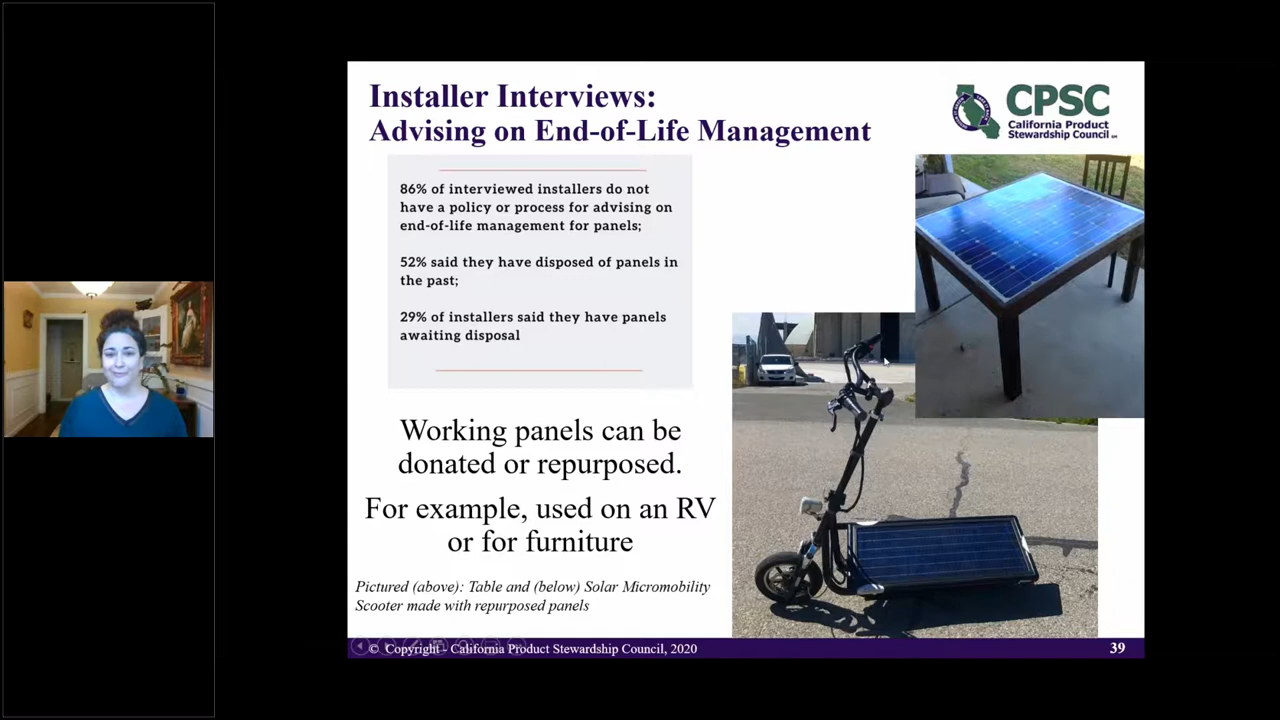 Installer Interviews:
Advising on End-of-Life Management
CPSC
California Product
Stewardship Council
86% of interviewed installers do not
have a policy or process for advising on
end-of-life management for panels;
52% said they have disposed of panels in
the past;
29% of installers said they have panels
awaiting disposal
Working panels can be
donated or repurposed.
For example, used on an RV
or for furniture
Pictured (above): Table and (below) Solar Micromobility
Scooter made with repurposed panels
© Copyright - California Product Stewardship Council, 2020
39